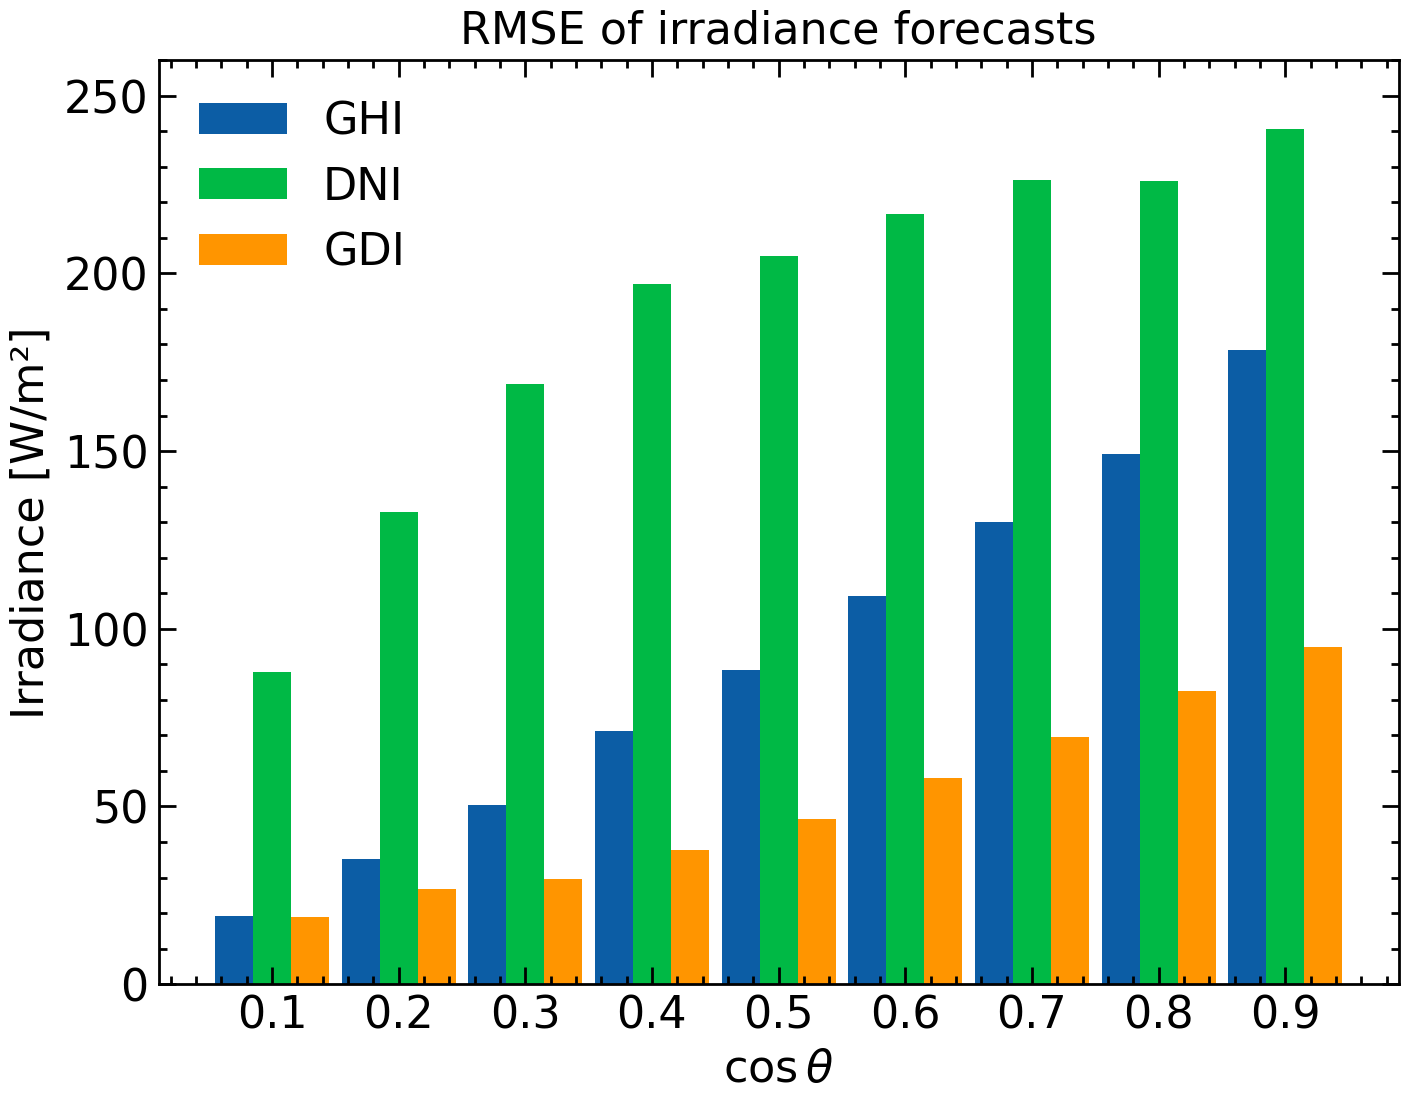 RMSE of irradiance forecasts
GHI
DNI
GDI
Irradiance [W/m²]
250
200
150
100
50
0
0.1 0.2 0.3 0.4 0.5 0.6 0.7 0.8 0.9
cos θ